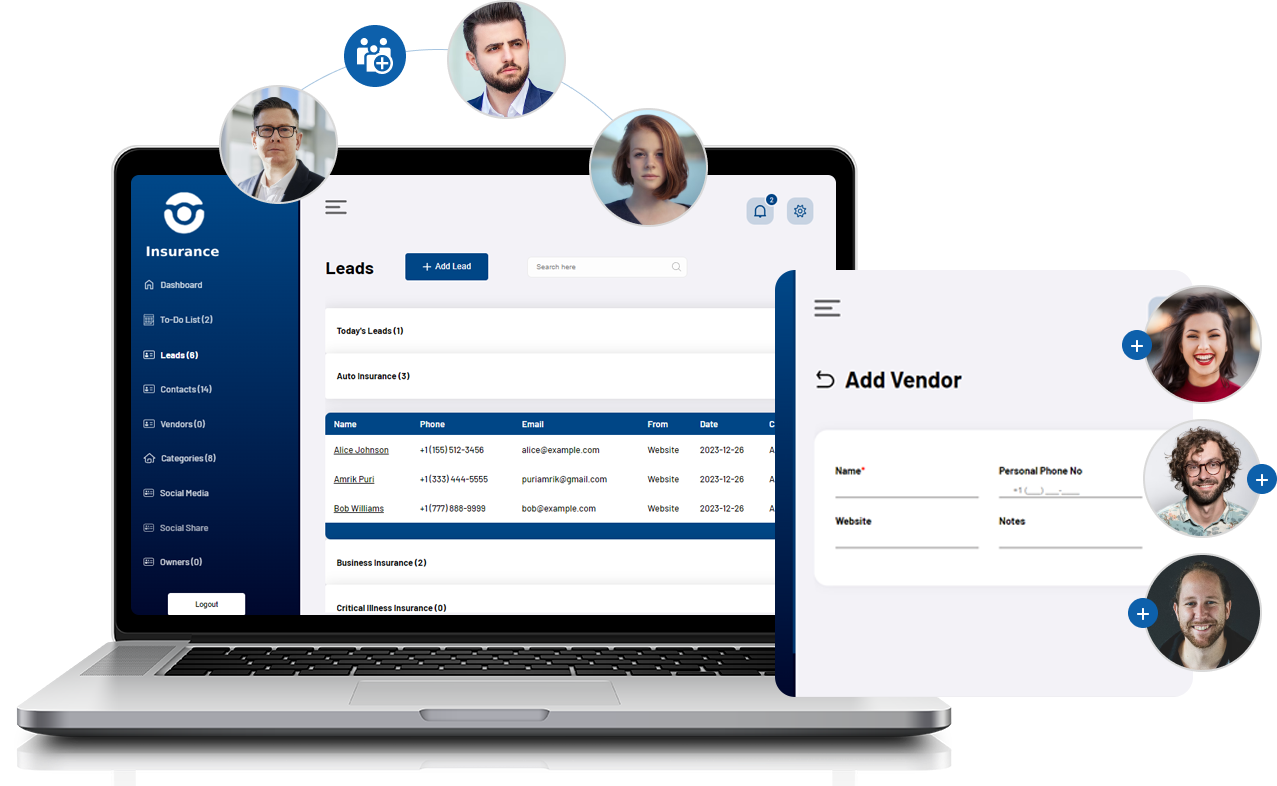 Insurance
Dashboard
To-Do List (2)
Leads (6)
Contacts (14)
Vendors (0)
Categories (8)
Social Media
Social Share
Owners (0)
Logout
2
Leads
+ Add Lead
Search here
Today's Leads (1)
Auto Insurance (3)
Name Phone Email From Date C
Alice Johnson +1 (155) 512-3456 alice@example.com Website 2023-12-26 A
Amrik Puri +1 (333) 444-5555 puriamrik@gmail.com Website 2023-12-26 A
Bob Williams +1 (777) 888-9999 bob@example.com Website 2023-12-26 A
Business Insurance (2)
Critical Illness Insurance (0)
Add Vendor
Name* Personal Phone No
+1 (___) ___-____
Website Notes